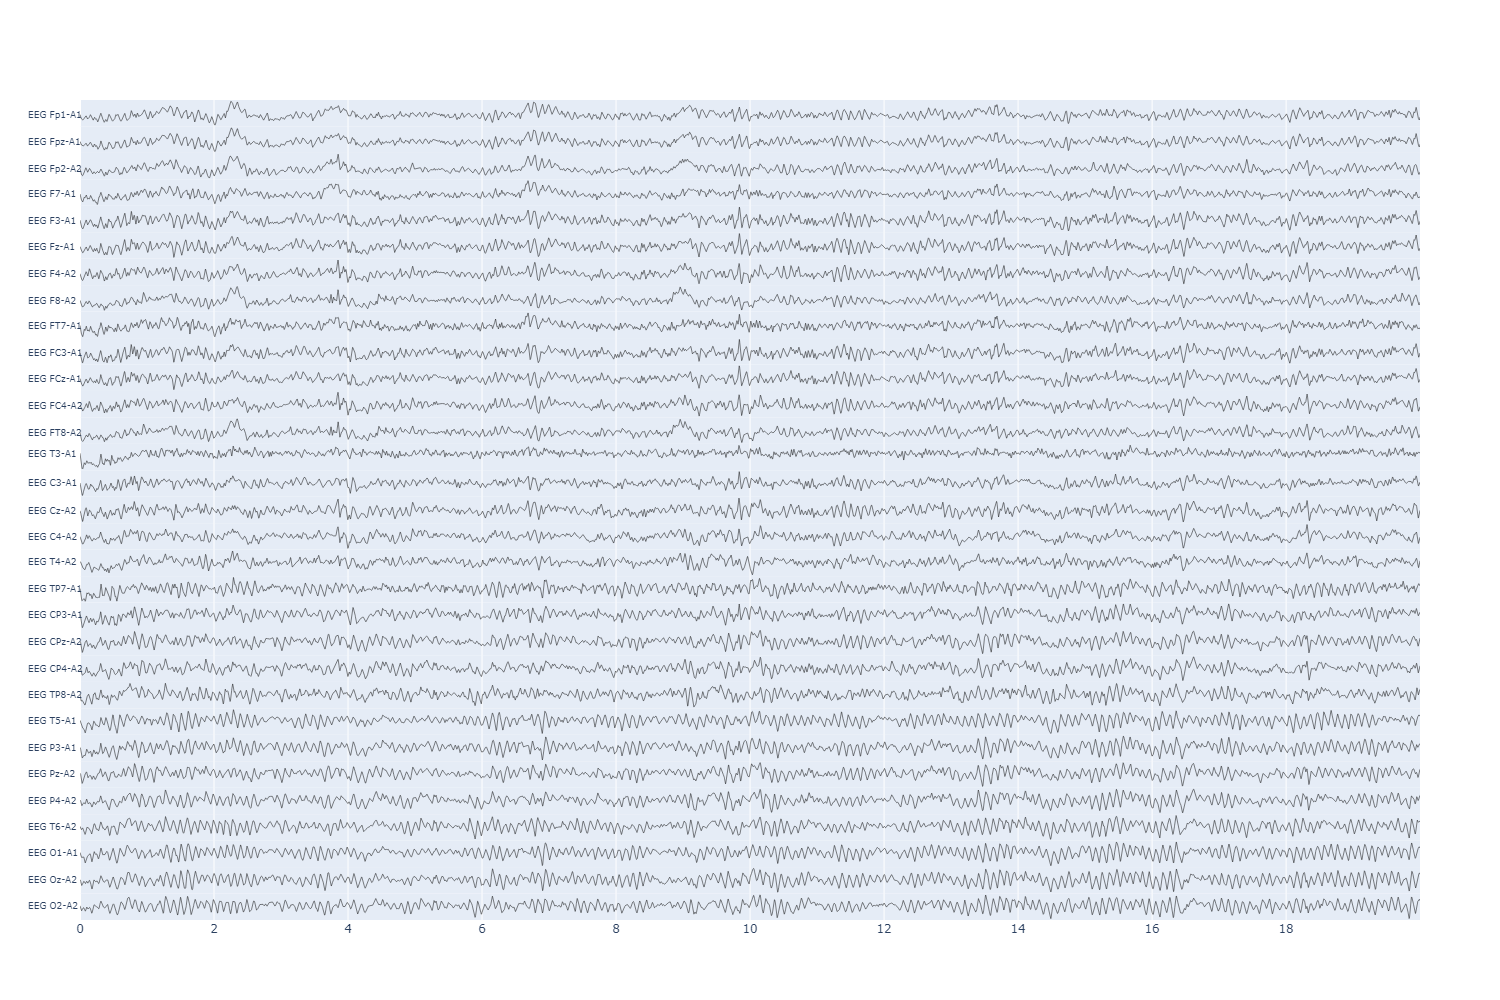 EEG Fp1-A1
EEG Fpz-A1
EEG Fp2-A2
EEG F7-A1
EEG F3-A1
EEG Fz-A1
EEG F4-A2
EEG F8-A2
EEG FT7-A1
EEG FC3-A1
EEG FCz-A1
EEG FC4-A2
EEG FT8-A2
EEG T3-A1
EEG C3-A1
EEG Cz-A2
EEG C4-A2
EEG T4-A2
EEG TP7-A1
EEG CP3-A1
EEG CPz-A2
EEG CP4-A2
EEG TP8-A2
EEG T5-A1
EEG P3-A1
EEG Pz-A2
EEG P4-A2
EEG T6-A2
EEG O1-A1
EEG Oz-A2
EEG O2-A2
0 2 4 6 8 10 12 14 16 18